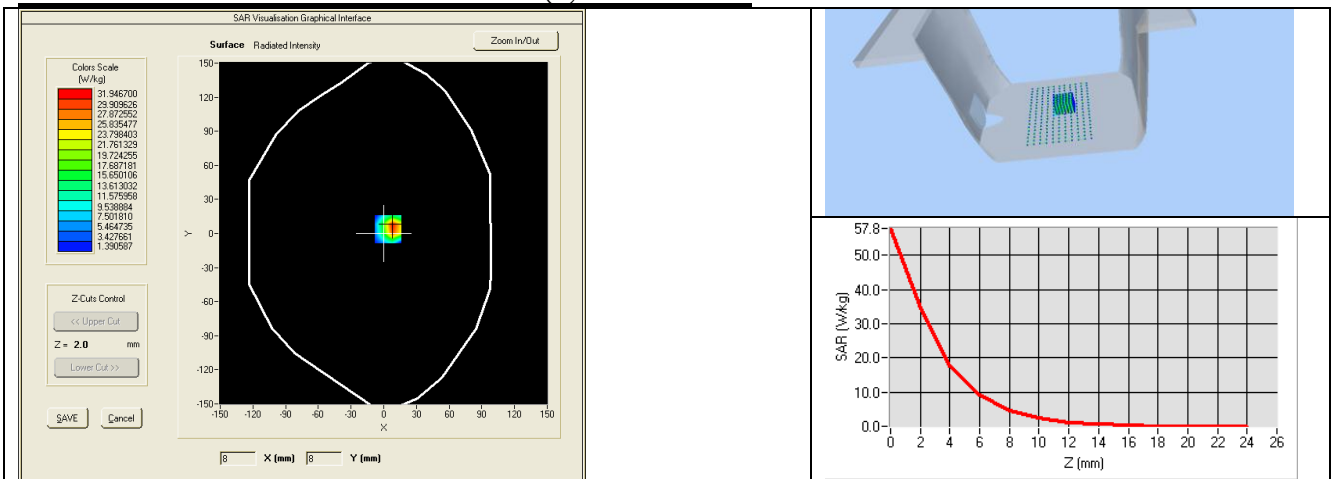 SAR Visualisation Graphical Interface
Surface Radiated Intensity
Zoom In/Out
Colors Scale
(W/kg)
31.946700
29.909626
27.872552
25.835477
23.798403
21.761329
19.724255
17.687181
15.650106
13.613032
11.575958
9.538884
7.501810
5.464735
3.427661
1.390587
Z-Cuts Control
<< Upper Cut
Z = 2.0 mm
Lower Cut >>
SAVE Cancel
150
120
90
60
30
0
-30
-60
-90
-120
-150
Y
-150 -120 -90 -60 -30 0 30 60 90 120 150
X
8 X (mm) 8 Y (mm)
57.8
50.0
40.0
30.0
20.0
10.0
0.0
SAR (W/kg)
0 2 4 6 8 10 12 14 16 18 20 22 24 26
Z (mm)